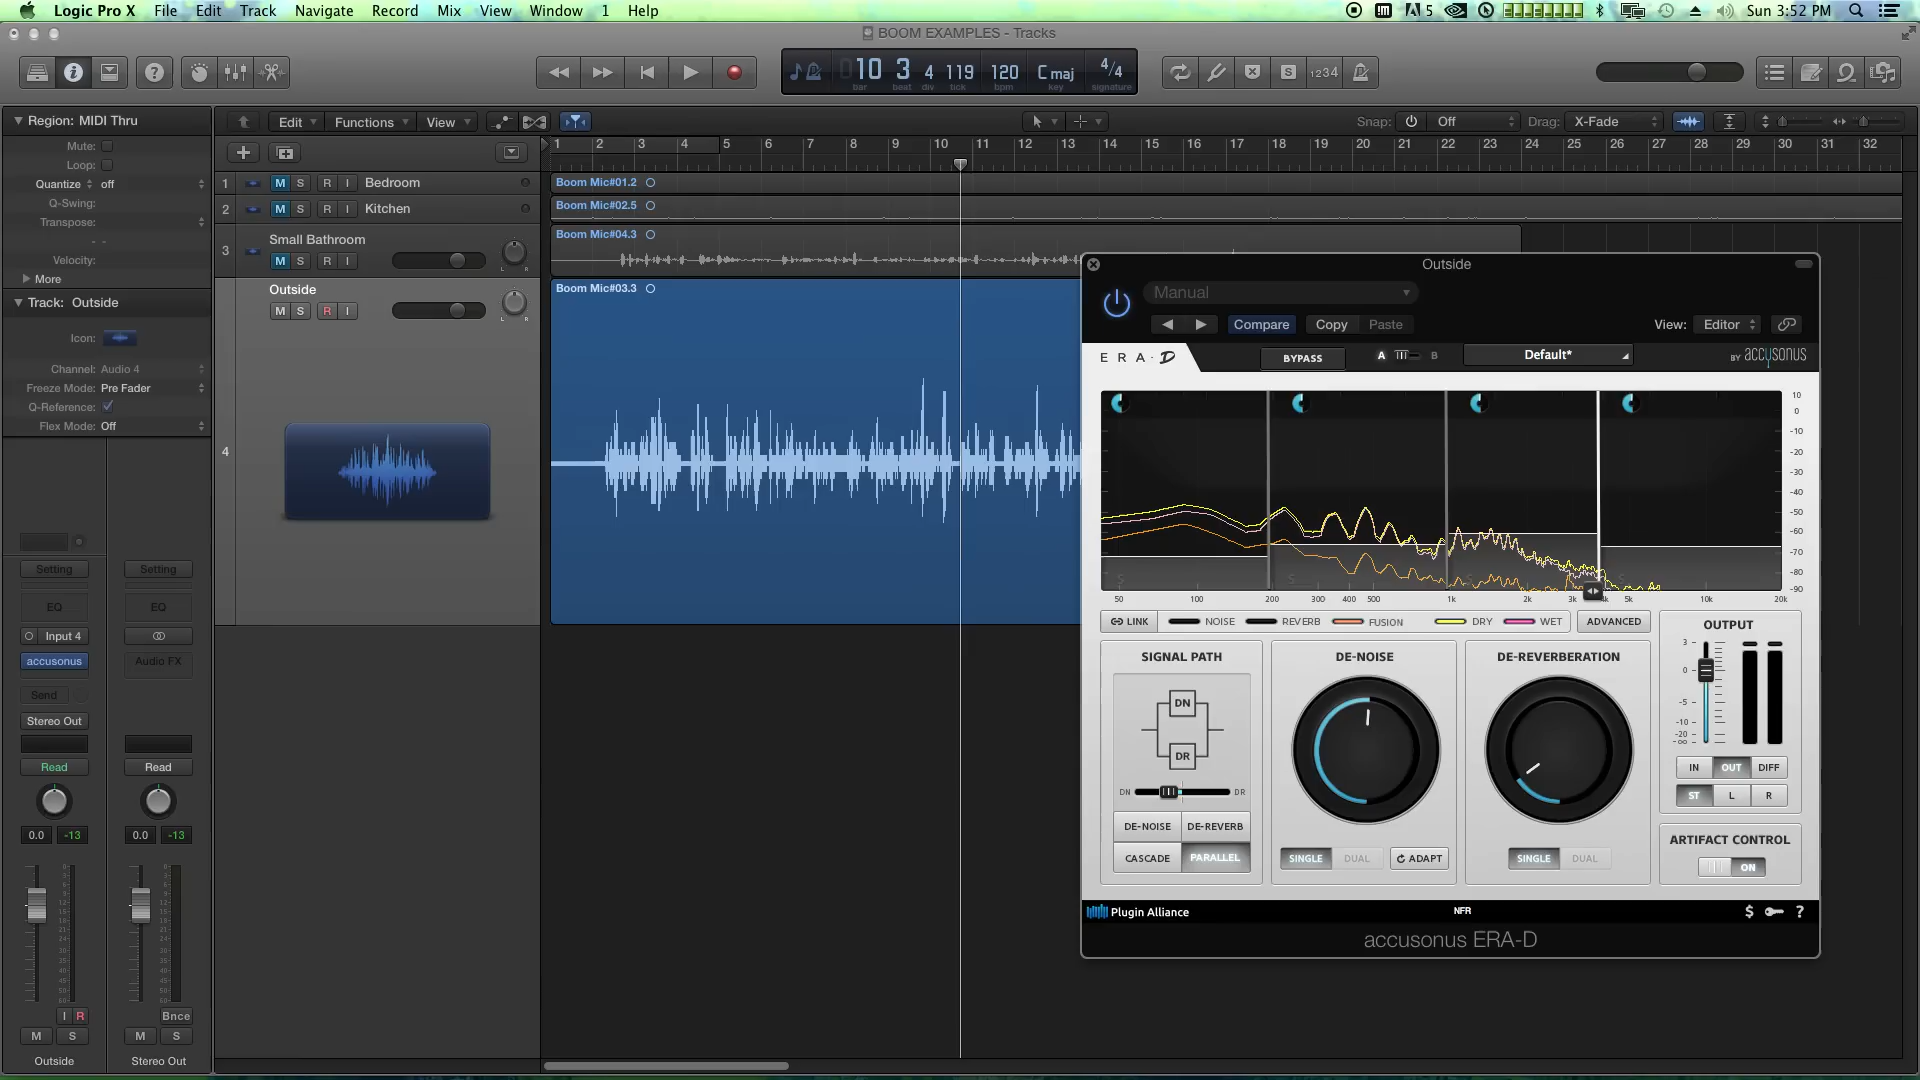 Logic Pro X File Edit Track Navigate Record Mix View Window 1 Help 5 Sun 3:52 PM
BOOM EXAMPLES - Tracks
10 3 4 119 120 C maj 4/4
bar beat div tick bpm key signature
1234
Region: MIDI Thru
Mute:
Loop:
Quantize off
Q-Swing:
Transpose:
Velocity:
More
Track: Outside
Icon:
Channel: Audio 4
Freeze Mode: Pre Fader
Q-Reference:
Flex Mode: Off
Edit Functions View Snap: Off Drag: X-Fade
1 2 3 4 5 6 7 8 9 10 11 12 13 14 15 16 17 18 19 20 21 22 23 24 25 26 27 28 29 30 31 32
1 M S R I Bedroom
Boom Mic#01.2
2 M S R I Kitchen
Boom Mic#02.5
3 Small Bathroom
M S R I L R
Boom Mic#04.3
Outside
M S R I L R
4
Boom Mic#03.3
Setting Setting
EQ EQ
Input 4
accusonus Audio FX
Send
Stereo Out
Read Read
0.0 -13 0.0 -13
I R Bnce
M S M S
Outside Stereo Out
Outside
Manual
Compare Copy Paste View: Editor
ERA-D BYPASS A B Default* BY accusonus
10
0
-10
-20
-30
-40
-50
-60
-70
-80
-90
50 100 200 300 400 500 1k 2k 3k 4k 5k 10k 20k
LINK NOISE REVERB FUSION DRY WET ADVANCED
SIGNAL PATH
DN
DR
DN DR
DE-NOISE DE-REVERB
CASCADE PARALLEL
DE-NOISE
SINGLE DUAL ADAPT
DE-REVERBERATION
SINGLE DUAL
OUTPUT
3
0
-5
-10
-20
-∞
IN OUT DIFF
ST L R
ARTIFACT CONTROL
ON
Plugin Alliance NFR $ ?
accusonus ERA-D